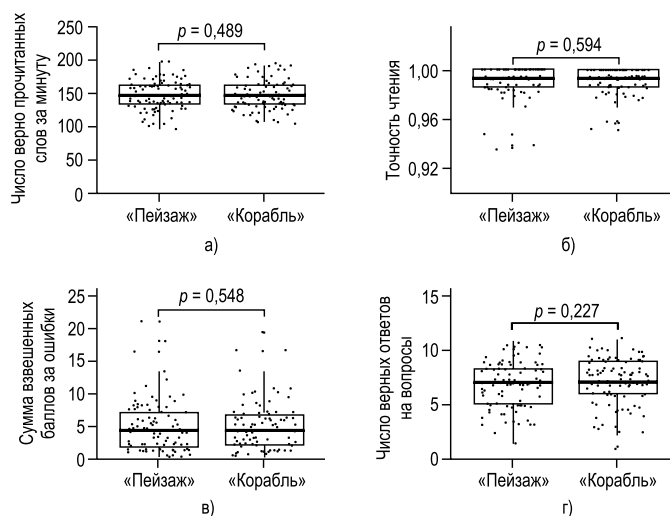 Число верно прочитанных
слов за минуту
250
200
150
100
50
0
p = 0,489
«Пейзаж» «Корабль»
а)
Точность чтения
1,00
0,96
0,92
p = 0,594
«Пейзаж» «Корабль»
б)
Сумма взвешенных
баллов за ошибки
25
20
15
10
5
0
p = 0,548
«Пейзаж» «Корабль»
в)
Число верных ответов
на вопросы
15
10
5
0
p = 0,227
«Пейзаж» «Корабль»
г)